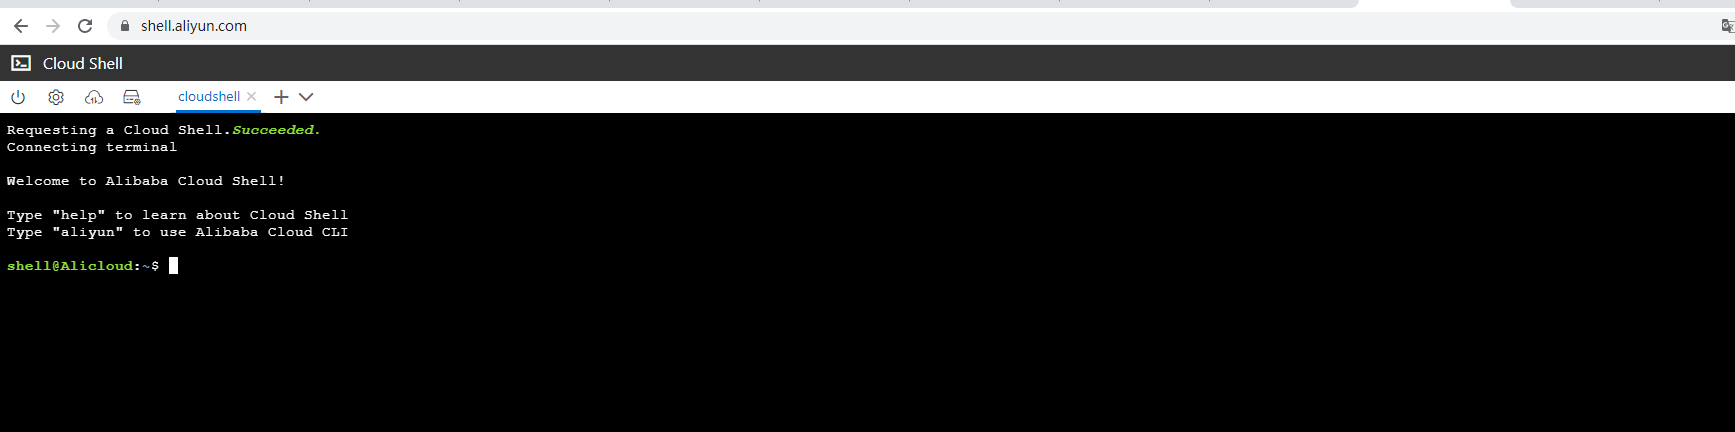 shell.aliyun.com
Cloud Shell
cloudshell
Requesting a Cloud Shell.Succeeded.
Connecting terminal
Welcome to Alibaba Cloud Shell!
Type "help" to learn about Cloud Shell
Type "aliyun" to use Alibaba Cloud CLI
shell@Alicloud:~$